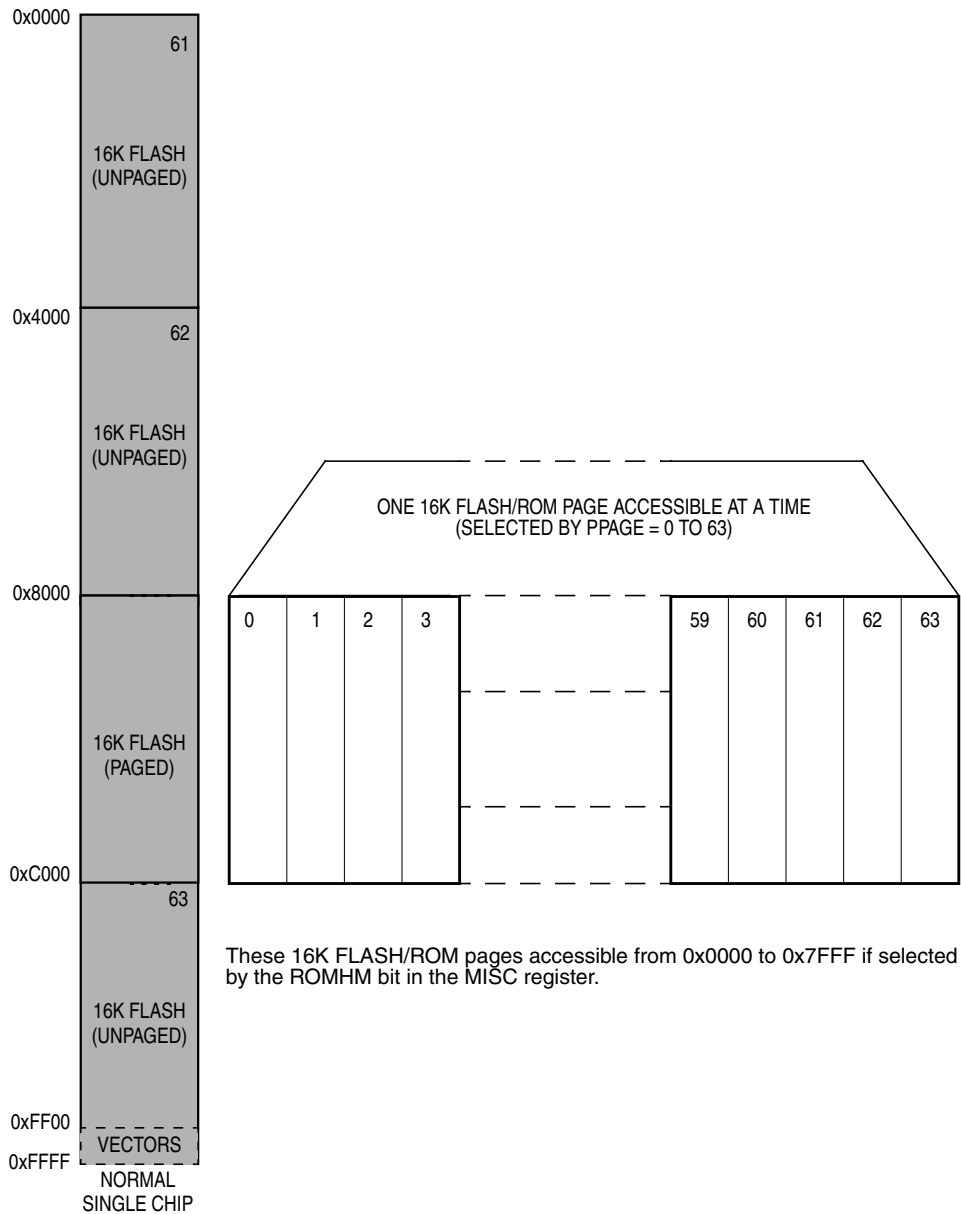 0x0000
61
16K FLASH
(UNPAGED)
0x4000
62
16K FLASH
(UNPAGED)
ONE 16K FLASH/ROM PAGE ACCESSIBLE AT A TIME
(SELECTED BY PPAGE = 0 TO 63)
0x8000
0 1 2 3 59 60 61 62 63
16K FLASH
(PAGED)
0xC000
63
These 16K FLASH/ROM pages accessible from 0x0000 to 0x7FFF if selected
by the ROMHM bit in the MISC register.
16K FLASH
(UNPAGED)
0xFF00
VECTORS
0xFFFF
NORMAL
SINGLE CHIP